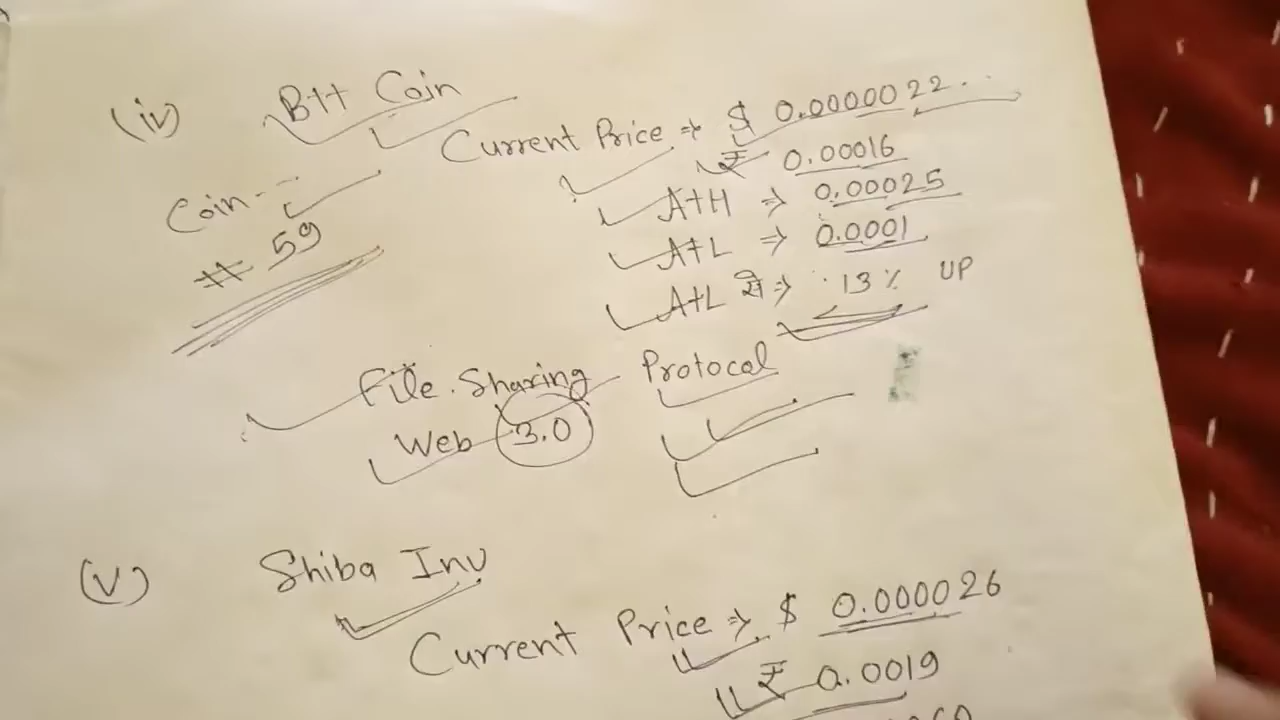 (iv) Btt Coin
Current Price ⇒ $ 0.0000022..
₹ 0.00016
Coin--
# 59
AtH ⇒ 0.00025
AtL ⇒ 0.0001
AtL से ⇒ 13% UP
File.Sharing Protocol
Web 3.0
(v) Shiba Inu
Current Price ⇒ $ 0.000026
₹ 0.0019